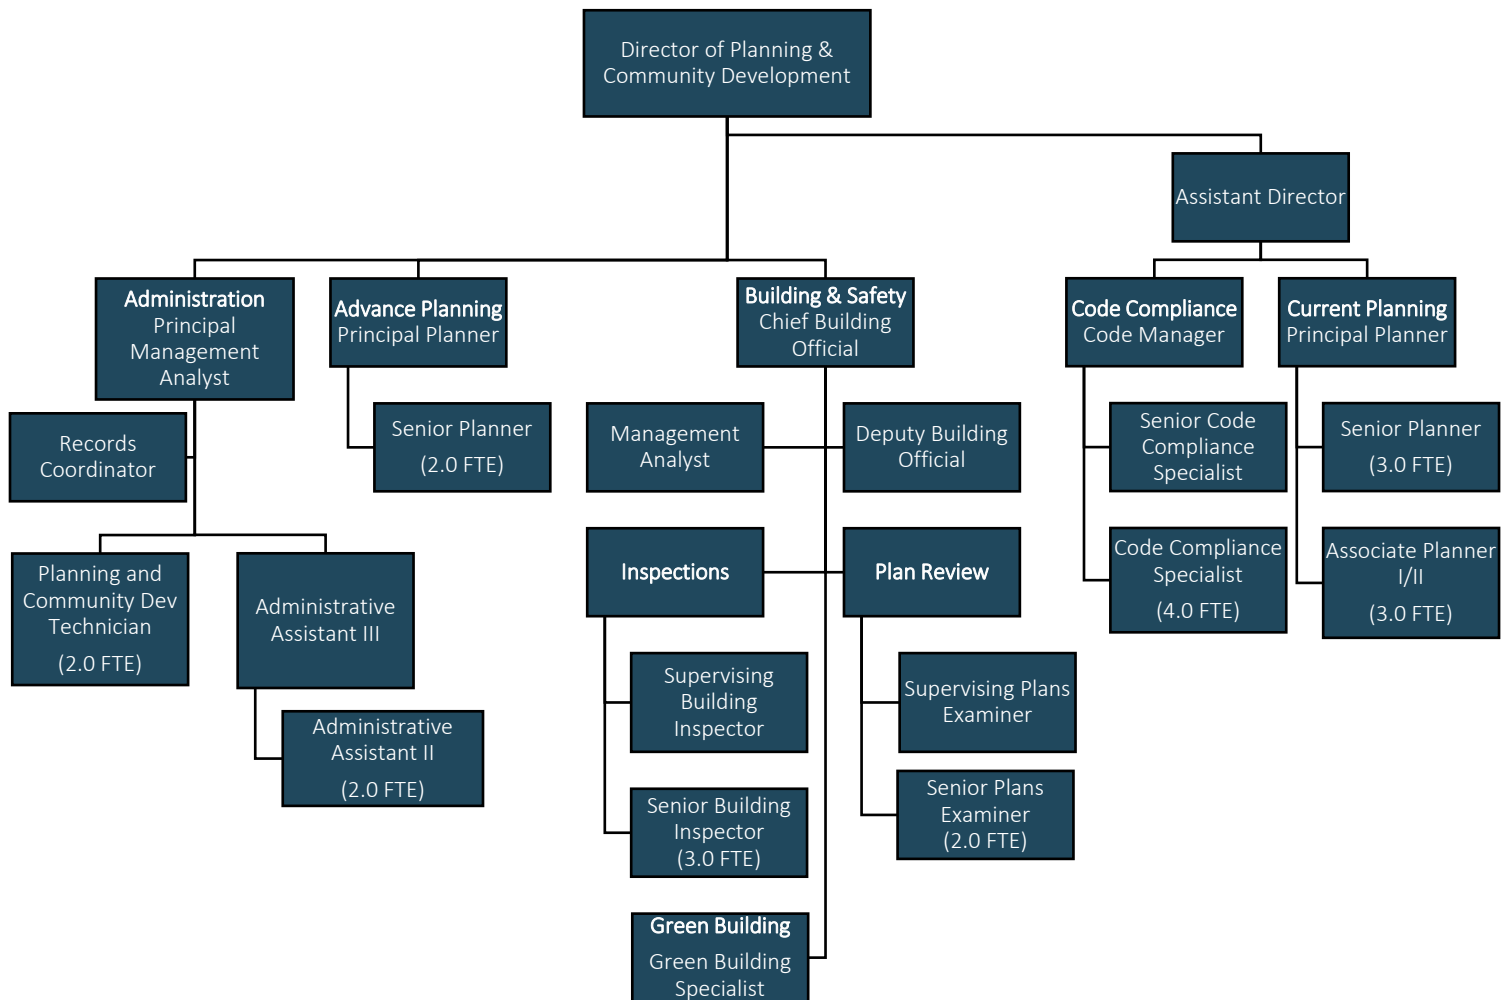 Director of Planning &
Community Development
Assistant Director
Administration
Principal
Management
Analyst
Advance Planning
Principal Planner
Building & Safety
Chief Building
Official
Code Compliance
Code Manager
Current Planning
Principal Planner
Records
Coordinator
Senior Planner
(2.0 FTE)
Management
Analyst
Deputy Building
Official
Senior Code
Compliance
Specialist
Senior Planner
(3.0 FTE)
Planning and
Community Dev
Technician
(2.0 FTE)
Administrative
Assistant III
Inspections
Plan Review
Code Compliance
Specialist
(4.0 FTE)
Associate Planner
I/II
(3.0 FTE)
Administrative
Assistant II
(2.0 FTE)
Supervising
Building
Inspector
Supervising Plans
Examiner
Senior Building
Inspector
(3.0 FTE)
Senior Plans
Examiner
(2.0 FTE)
Green Building
Green Building
Specialist